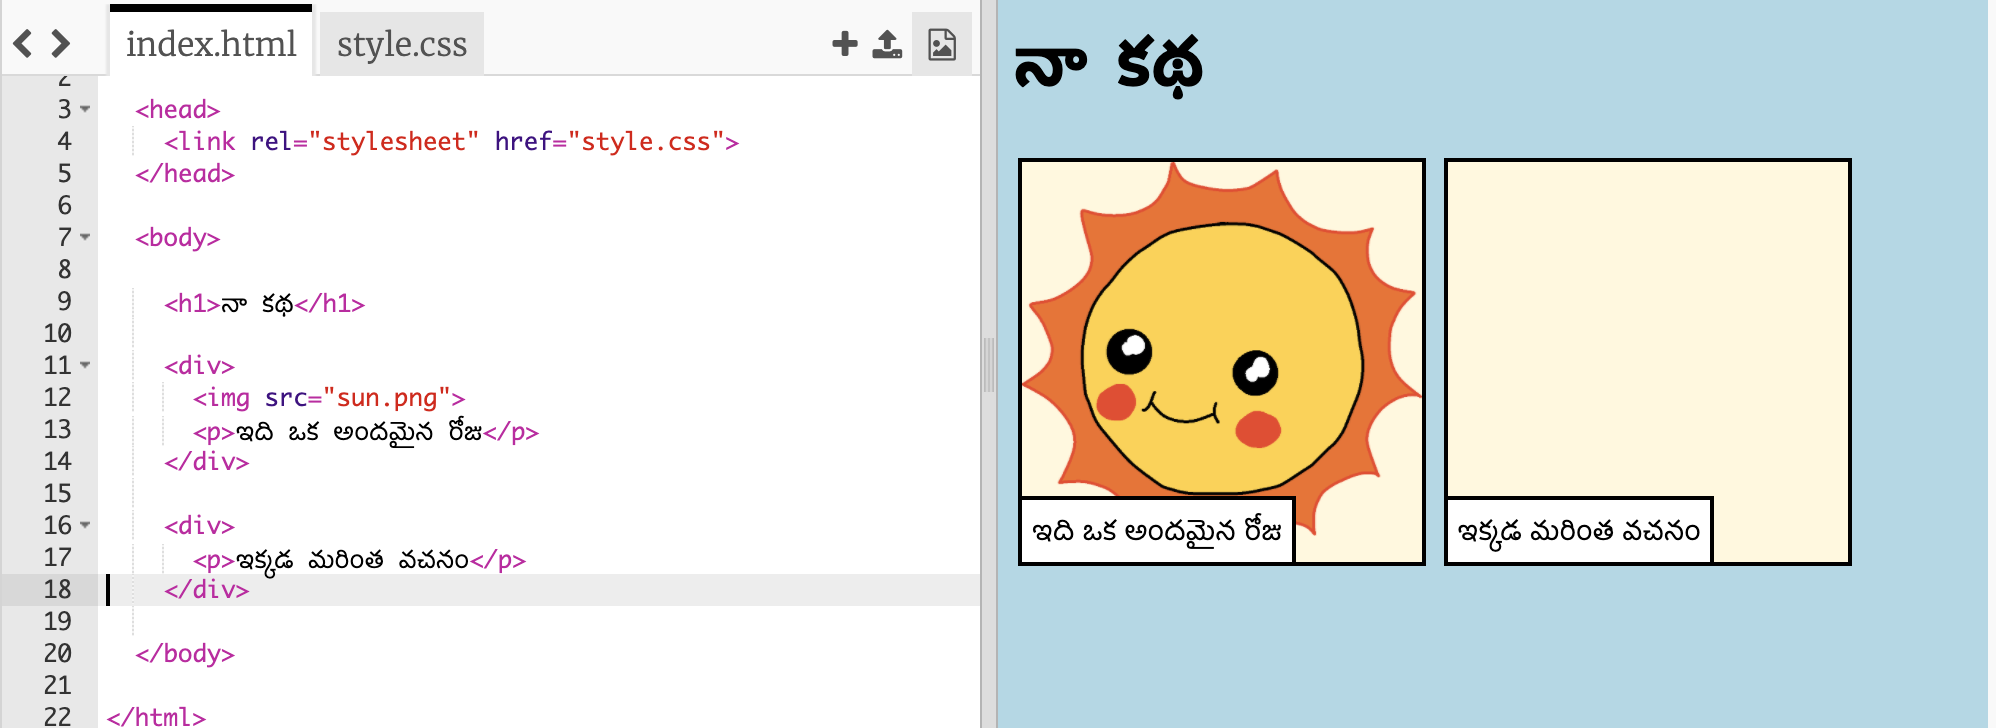 index.html style.css
2
3 <head>
4 <link rel="stylesheet" href="style.css">
5 </head>
6
7 <body>
8
9 <h1>నా కథ</h1>
10
11 <div>
12 <img src="sun.png">
13 <p>ఇది ఒక అందమైన రోజు</p>
14 </div>
15
16 <div>
17 <p>ఇక్కడ మరింత వచనం</p>
18 </div>
19
20 </body>
21
22 </html>
నా కథ
ఇది ఒక అందమైన రోజు
ఇక్కడ మరింత వచనం